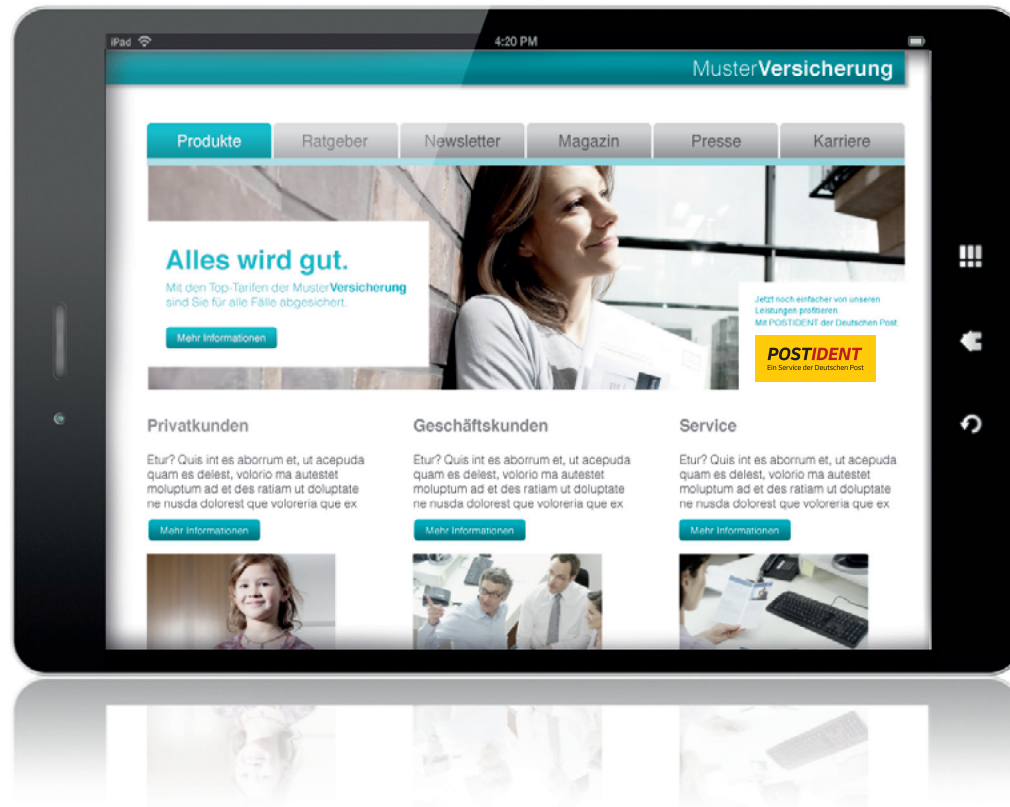 iPad
4:20 PM
MusterVersicherung
Produkte
Ratgeber
Newsletter
Magazin
Presse
Karriere
Alles wird gut.
Mit den Top-Tarifen der MusterVersicherung
sind Sie für alle Fälle abgesichert.
Mehr Informationen
Jetzt noch einfacher von unseren
Leistungen profitieren.
Mit POSTIDENT der Deutschen Post
POSTIDENT
Ein Service der Deutschen Post
Privatkunden
Etur? Quis int es aborrum et, ut acepuda
quam es delest, volorio ma autestet
moluptum ad et des ratiam ut doluptate
ne nusda dolorest que voloreria que ex
Mehr Informationen
Geschäftskunden
Etur? Quis int es aborrum et, ut acepuda
quam es delest, volorio ma autestet
moluptum ad et des ratiam ut doluptate
ne nusda dolorest que voloreria que ex
Mehr Informationen
Service
Etur? Quis int es aborrum et, ut acepuda
quam es delest, volorio ma autestet
moluptum ad et des ratiam ut doluptate
ne nusda dolorest que voloreria que ex
Mehr Informationen